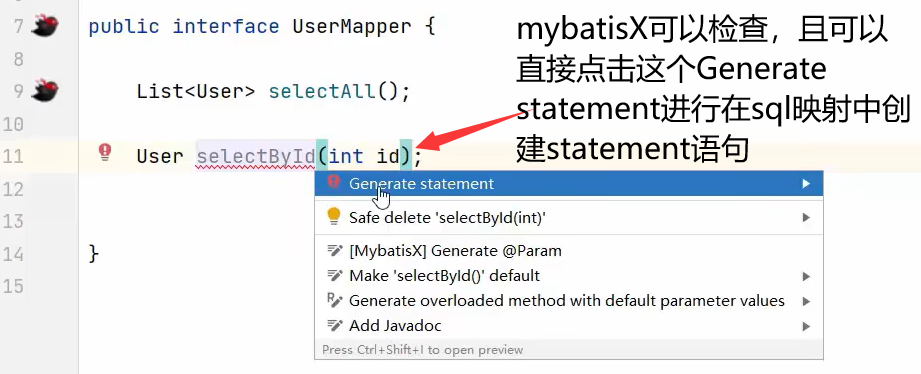 7 public interface UserMapper {
mybatisX可以检查，且可以
直接点击这个Generate
statement进行在sql映射中创
建statement语句
8
9 List<User> selectAll();
10
11 User selectById(int id);
12
13
14 }
15
Generate statement
Safe delete 'selectById(int)'
[MybatisX] Generate @Param
Make 'selectById()' default
Generate overloaded method with default parameter values
Add Javadoc
Press Ctrl+Shift+I to open preview